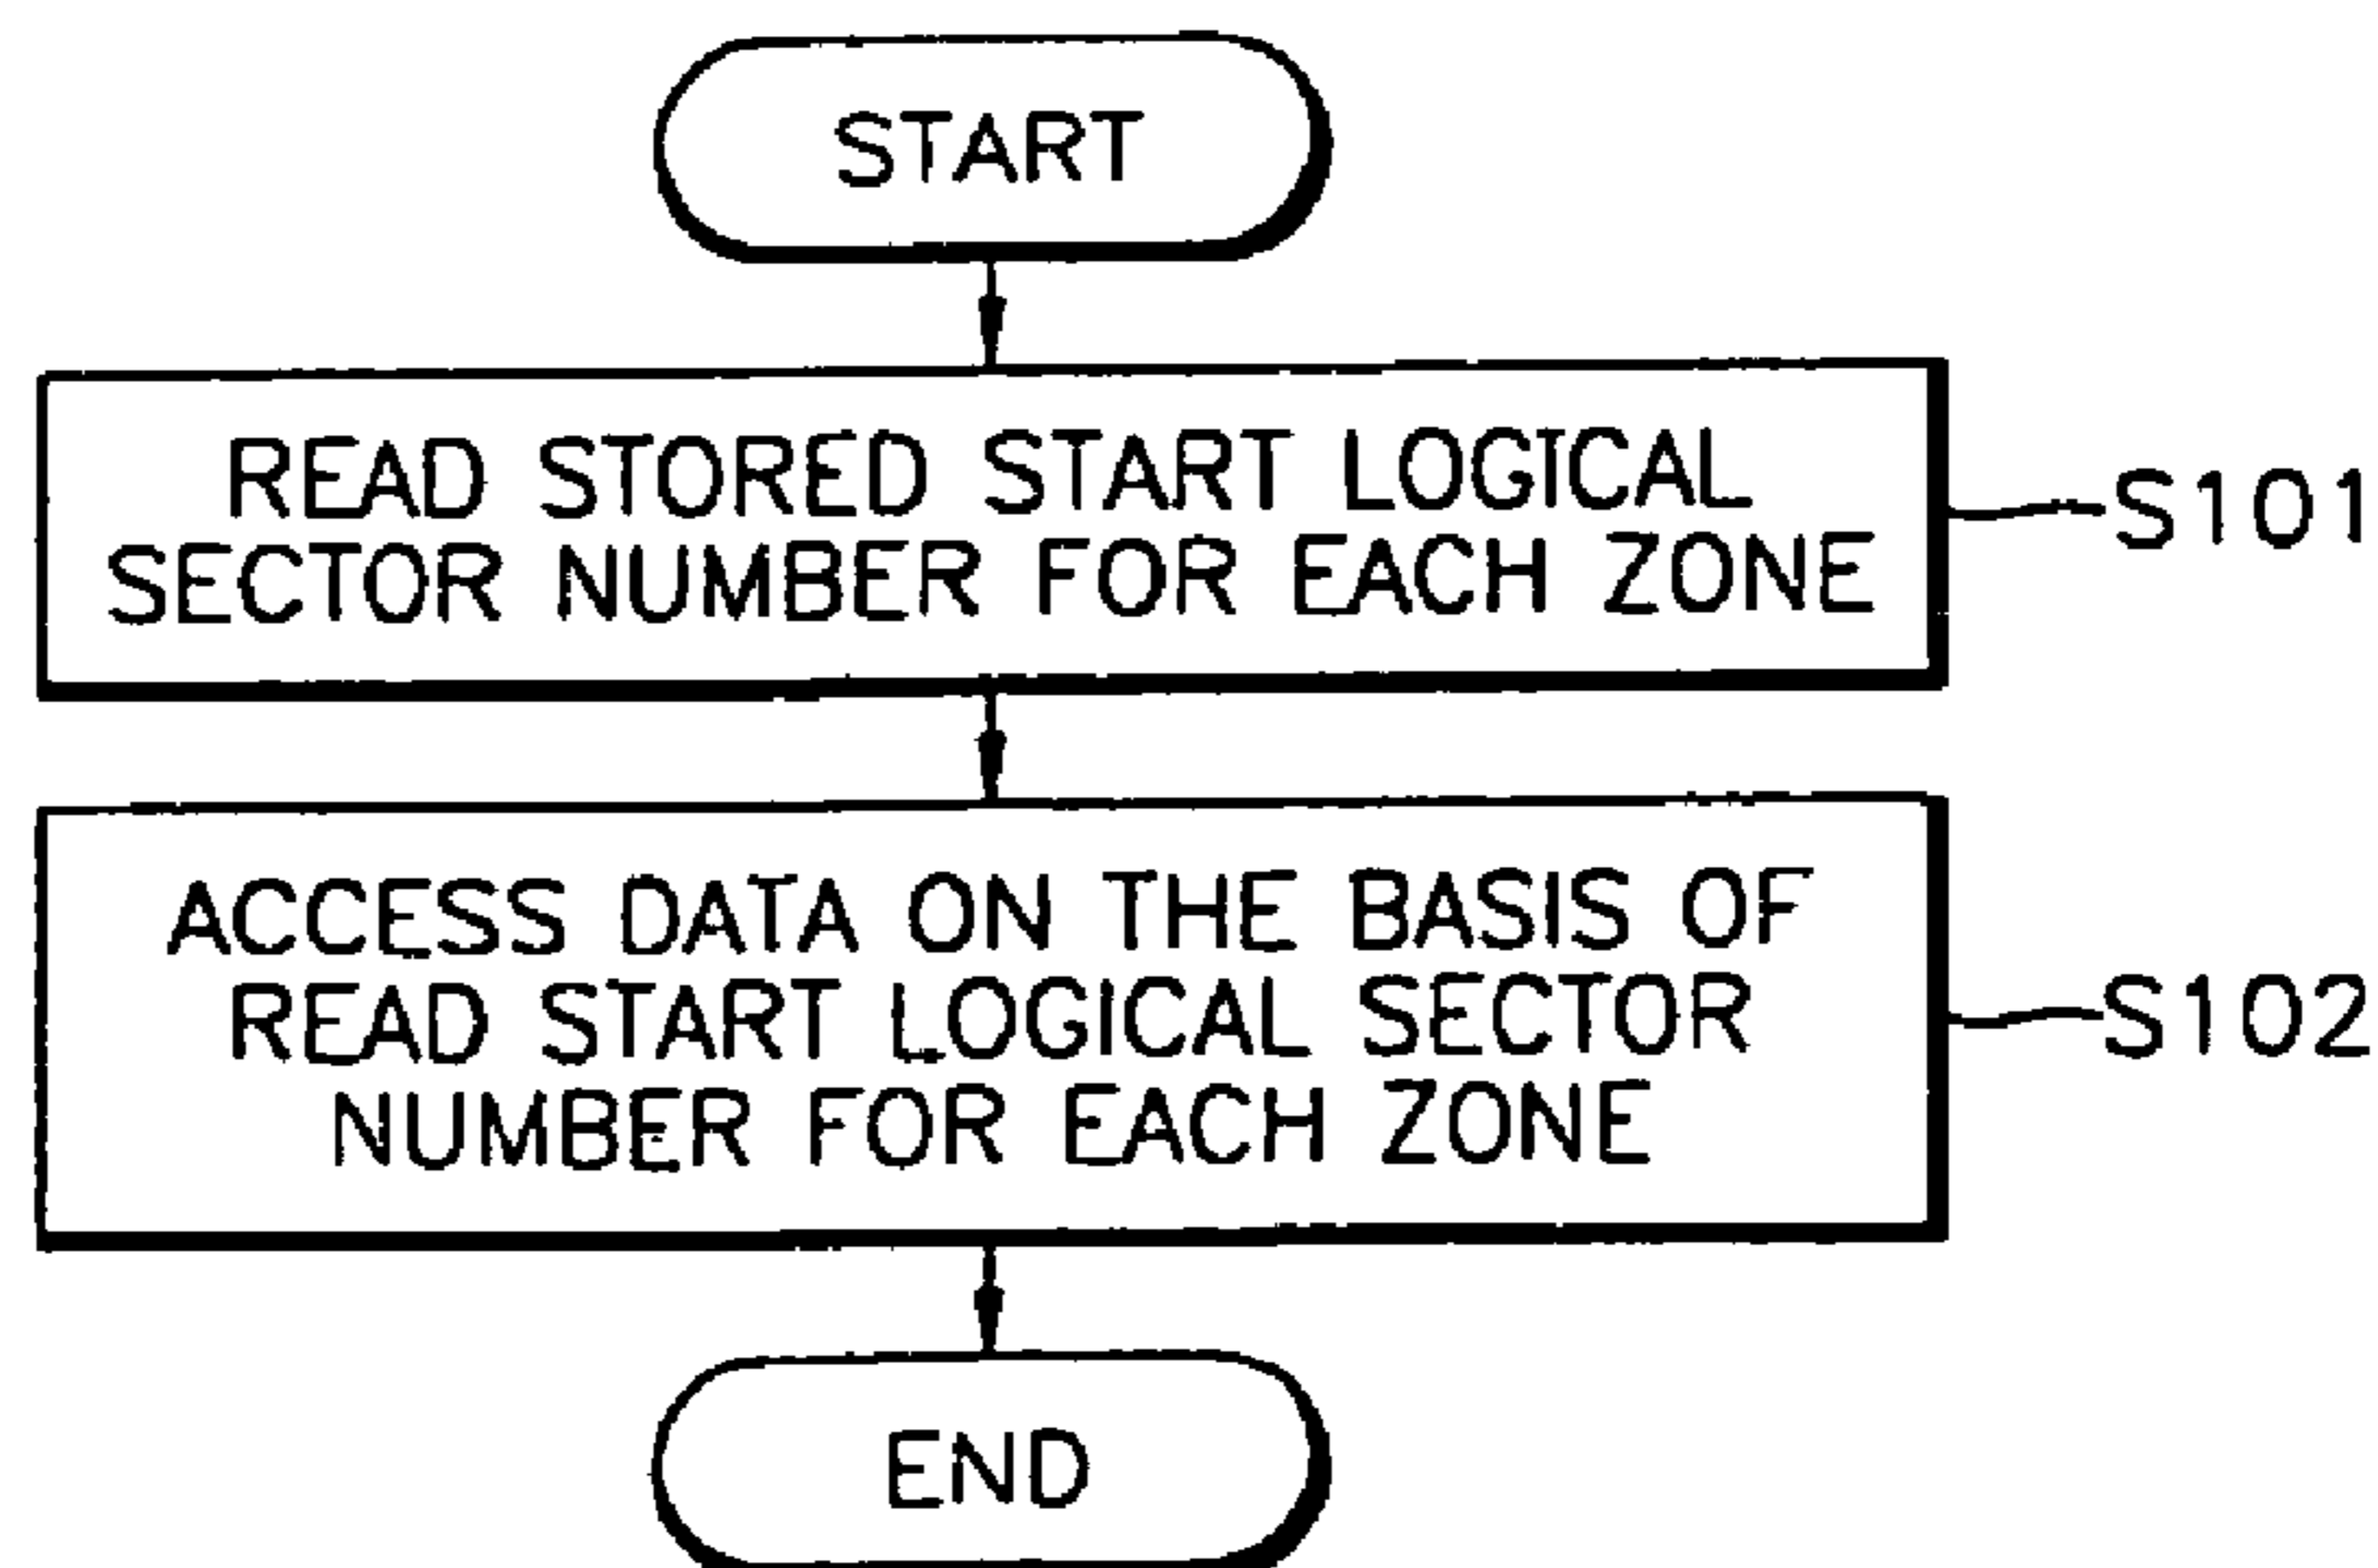 START
READ STORED START LOGICAL
SECTOR NUMBER FOR EACH ZONE
S101
ACCESS DATA ON THE BASIS OF
READ START LOGICAL SECTOR
NUMBER FOR EACH ZONE
S102
END